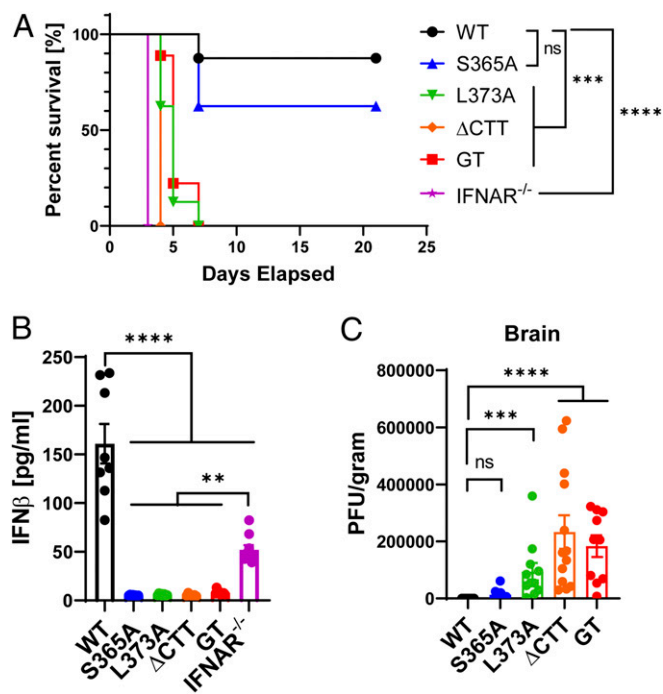 A
Percent survival [%]
100
50
0
0 5 10 15 20 25
Days Elapsed
WT
S365A
L373A
ΔCTT
GT
IFNAR-/-
ns
***
****
B
IFNβ [pg/ml]
250
200
150
100
50
0
****
**
WT
S365A
L373A
ΔCTT
GT
IFNAR-/-
C
Brain
PFU/gram
800000
600000
400000
200000
0
****
***
ns
WT
S365A
L373A
ΔCTT
GT